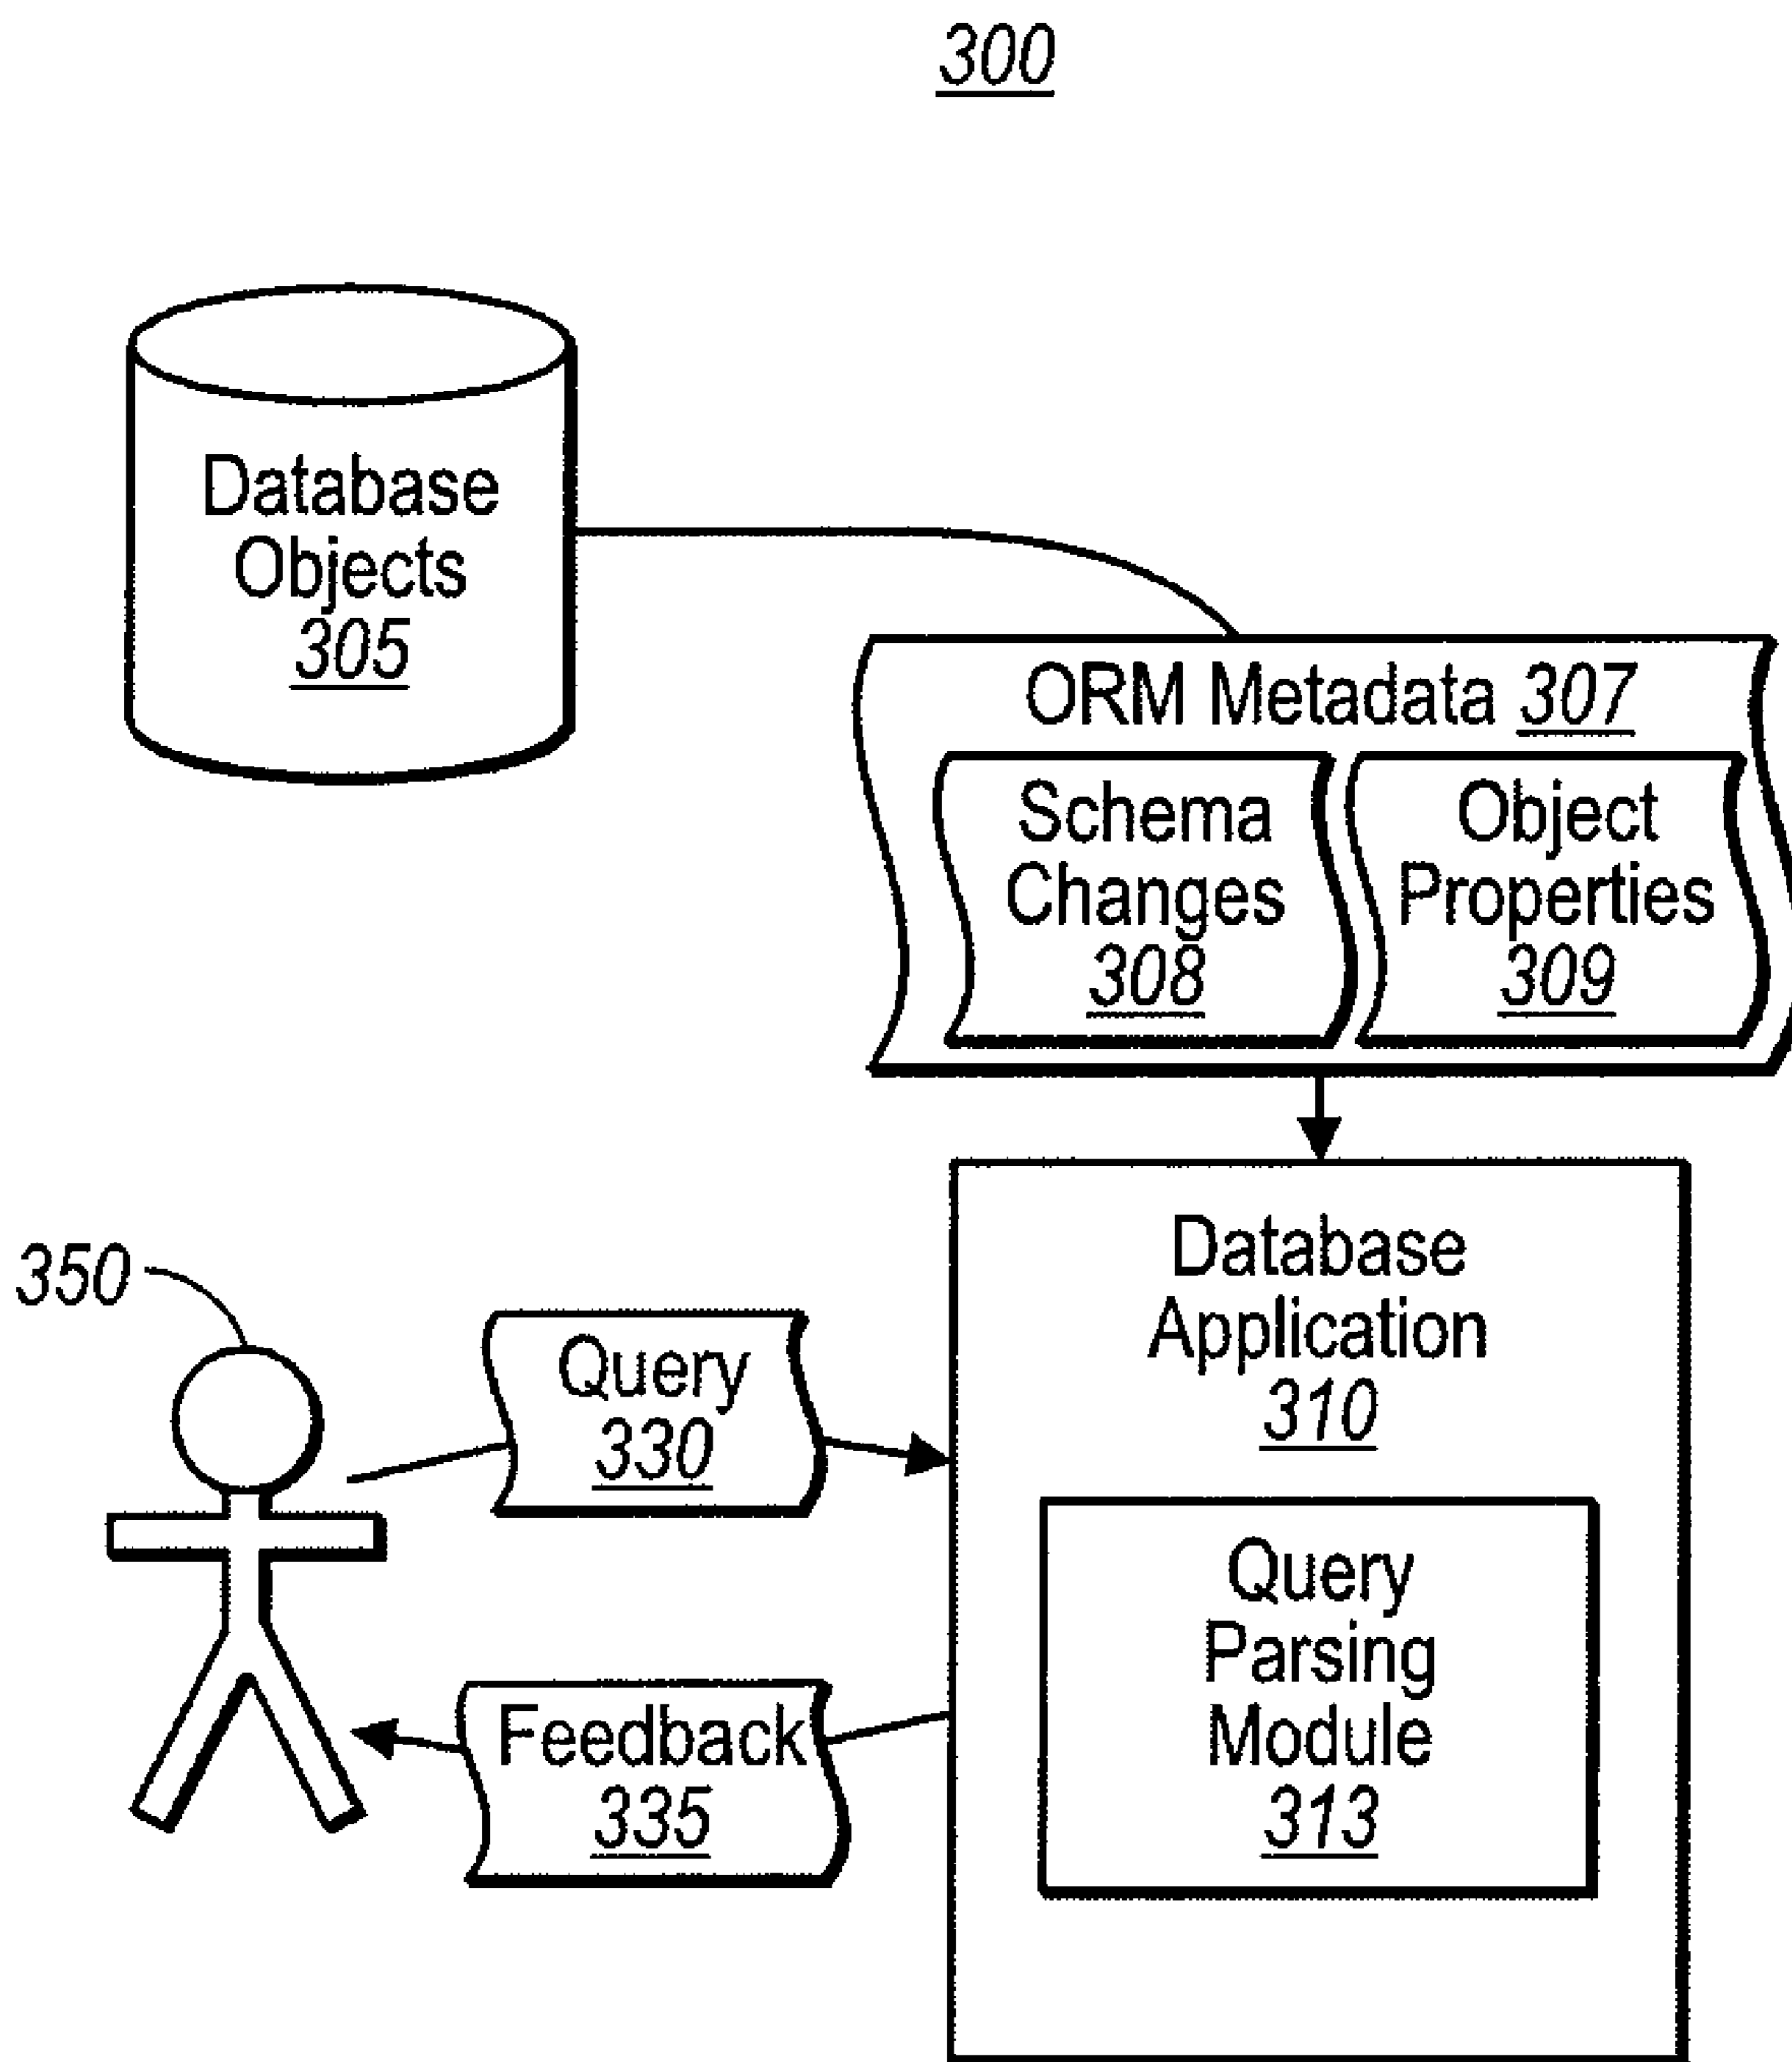 300
Database
Objects
305
ORM Metadata 307
Schema
Changes
308
Object
Properties
309
Database
Application
310
350
Query
330
Query
Parsing
Module
313
Feedback
335